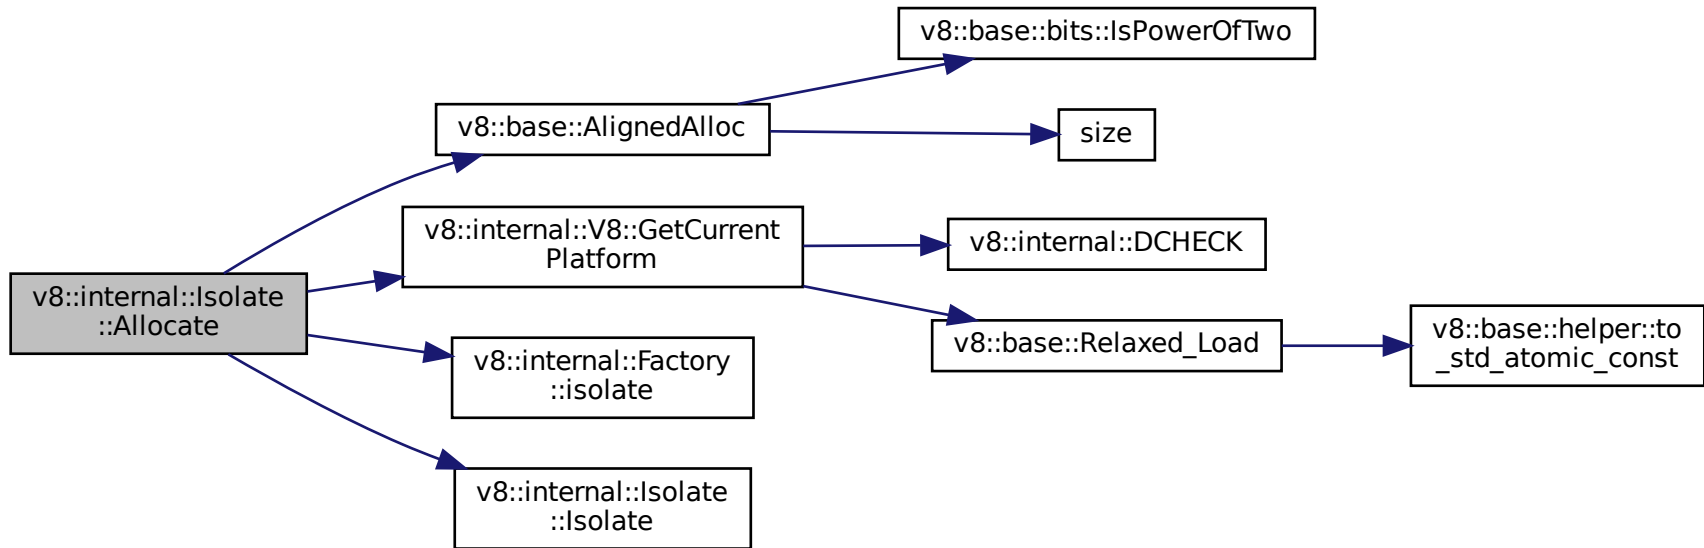 v8::base::bits::IsPowerOfTwo
v8::base::AlignedAlloc
size
v8::internal::V8::GetCurrent
Platform
v8::internal::DCHECK
v8::internal::Isolate
::Allocate
v8::base::Relaxed_Load
v8::base::helper::to
_std_atomic_const
v8::internal::Factory
::isolate
v8::internal::Isolate
::Isolate